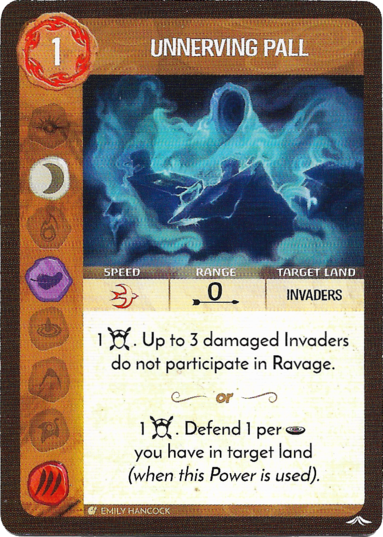 1
UNNERVING PALL
SPEED RANGE TARGET LAND
0 INVADERS
1 . Up to 3 damaged Invaders
do not participate in Ravage.
or
1 . Defend 1 per
you have in target land
(when this Power is used).
EMILY HANCOCK